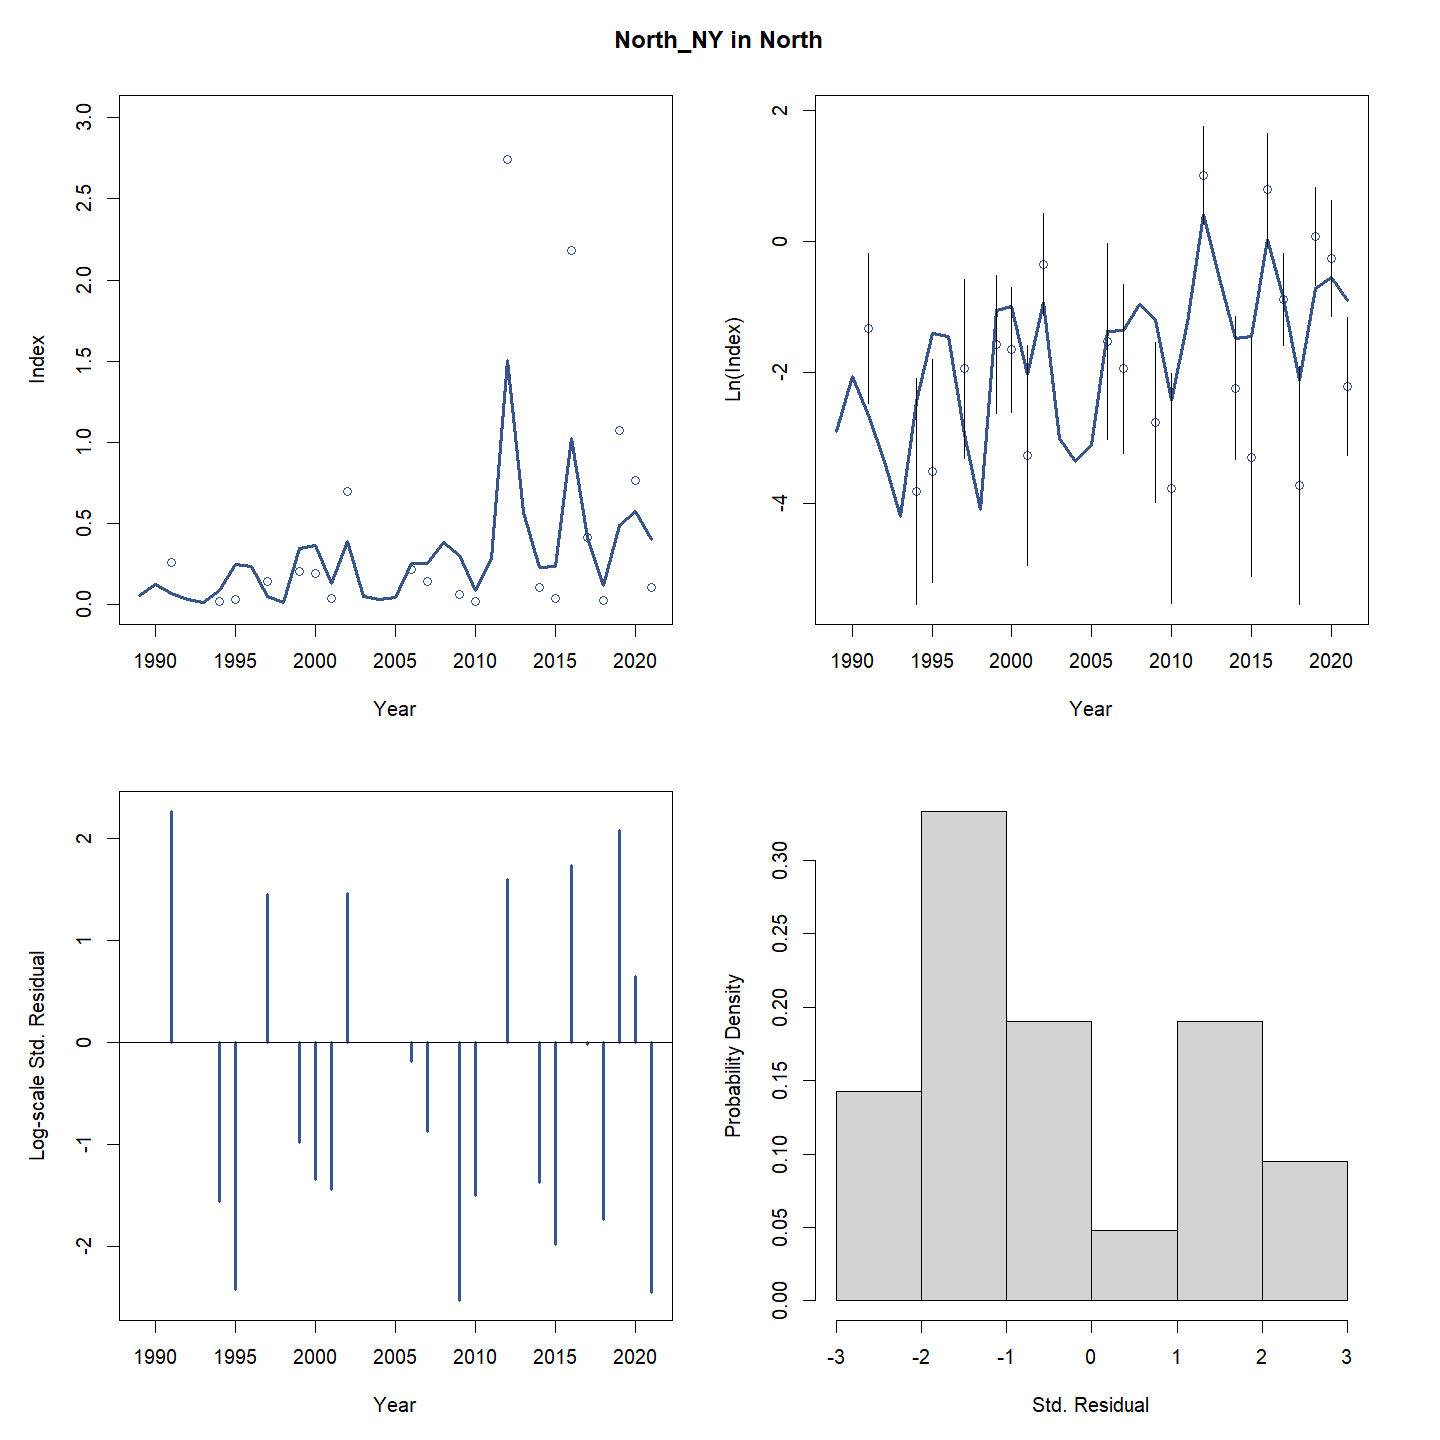 North_NY in North
Index
3.0
2.5
2.0
1.5
1.0
0.5
0.0
1990 1995 2000 2005 2010 2015 2020
Year
Ln(Index)
2
0
-2
-4
1990 1995 2000 2005 2010 2015 2020
Year
Log-scale Std. Residual
2
1
0
-1
-2
1990 1995 2000 2005 2010 2015 2020
Year
Probability Density
0.30
0.25
0.20
0.15
0.10
0.05
0.00
-3 -2 -1 0 1 2 3
Std. Residual